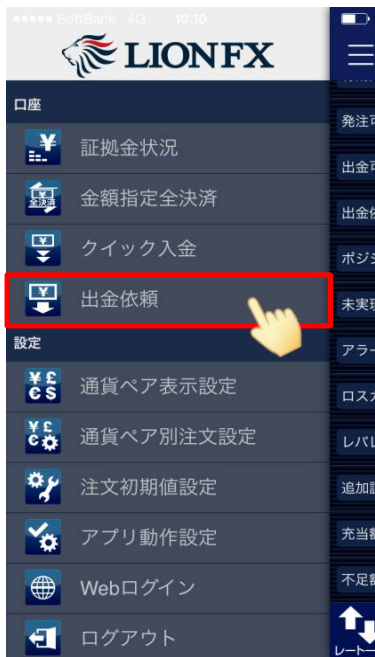 SoftBank 4G 10:10
LION FX
口座
証拠金状況
金額指定全決済
クイック入金
出金依頼
設定
通貨ペア表示設定
通貨ペア別注文設定
注文初期値設定
アプリ動作設定
Webログイン
ログアウト
発注可
出金可
出金依
ポジシ
未実現
アラー
ロスカ
レバレ
追加証
充当額
不足額
レート一